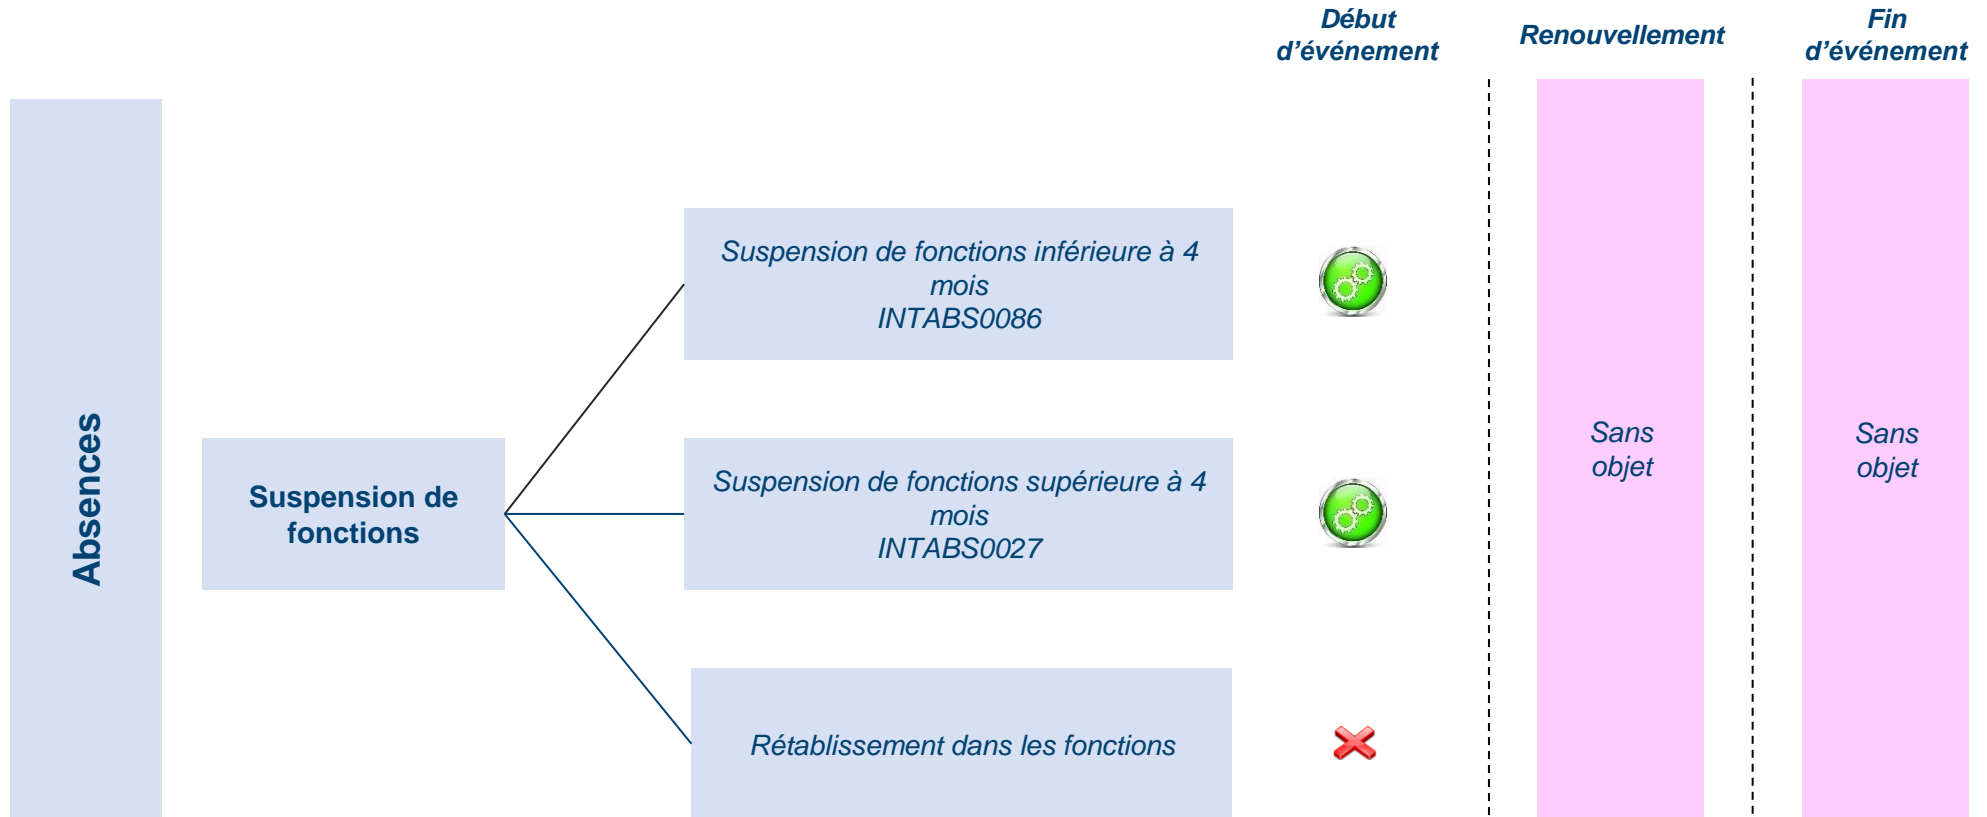 Début
d’événement
Renouvellement
Fin
d’événement
Absences
Suspension de
fonctions
Suspension de fonctions inférieure à 4
mois
INTABS0086
Suspension de fonctions supérieure à 4
mois
INTABS0027
Rétablissement dans les fonctions
Sans
objet
Sans
objet